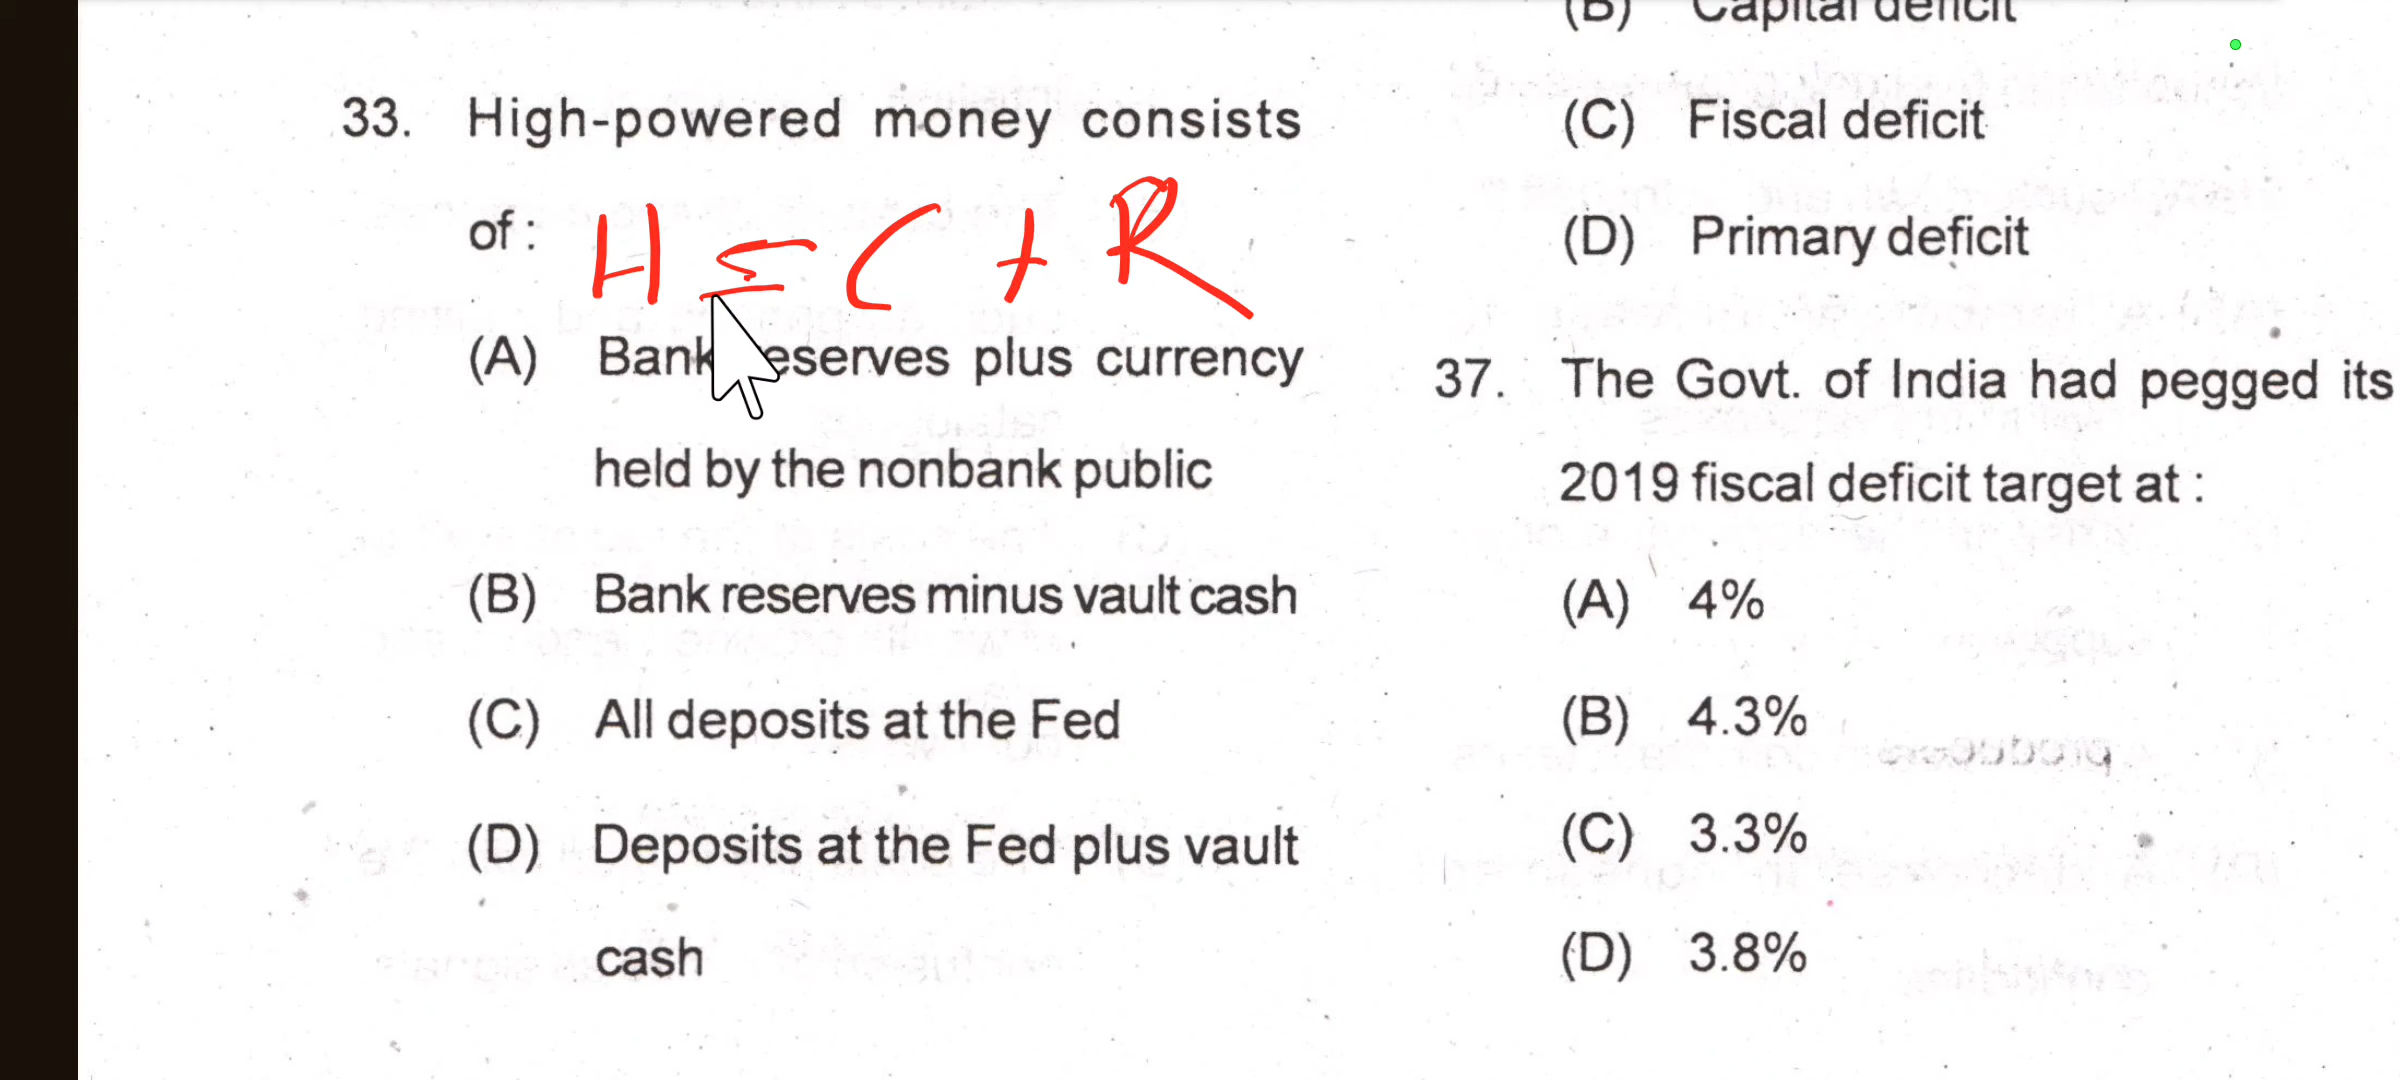 33. High-powered money consists
of :
H = C + R
(A) Bank reserves plus currency
held by the nonbank public
(B) Bank reserves minus vault cash
(C) All deposits at the Fed
(D) Deposits at the Fed plus vault
cash
(B) Capital deficit
(C) Fiscal deficit
(D) Primary deficit
37. The Govt. of India had pegged its
2019 fiscal deficit target at :
(A) 4%
(B) 4.3%
(C) 3.3%
(D) 3.8%